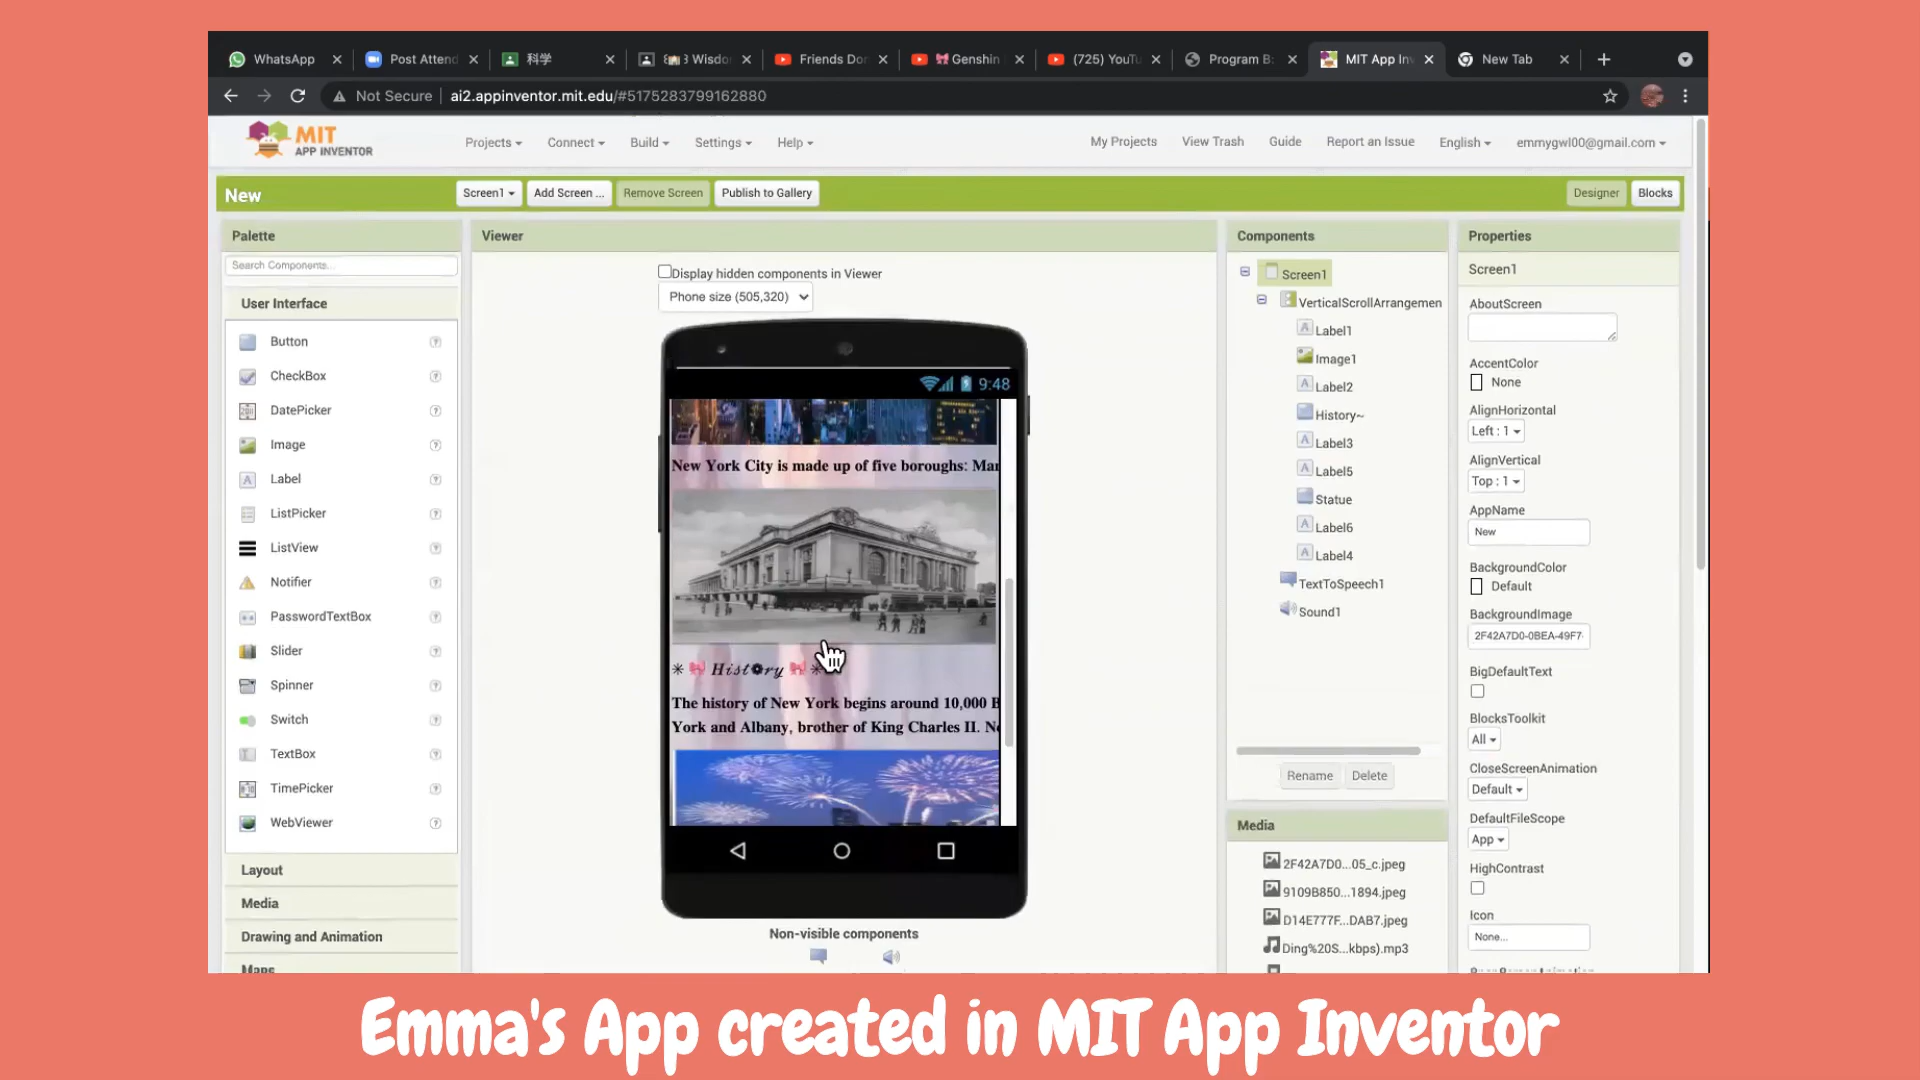 WhatsApp
Post Attend
科学
3 Wisdo
Friends Don
Genshin
(725) YouTu
Program B
MIT App Inv
New Tab
Not Secure
ai2.appinventor.mit.edu/#5175283799162880
MIT
APP INVENTOR
Projects
Connect
Build
Settings
Help
My Projects
View Trash
Guide
Report an Issue
English
emmygwl00@gmail.com
New
Screen1
Add Screen ...
Remove Screen
Publish to Gallery
Designer
Blocks
Palette
Search Components...
User Interface
Button
CheckBox
DatePicker
Image
Label
ListPicker
ListView
Notifier
PasswordTextBox
Slider
Spinner
Switch
TextBox
TimePicker
WebViewer
Layout
Media
Drawing and Animation
Maps
Viewer
Display hidden components in Viewer
Phone size (505,320)
9:48
New York City is made up of five boroughs: Man
History
The history of New York begins around 10,000 B
York and Albany, brother of King Charles II. Ne
Non-visible components
Components
Screen1
VerticalScrollArrangemen
Label1
Image1
Label2
History~
Label3
Label5
Statue
Label6
Label4
TextToSpeech1
Sound1
Rename
Delete
Media
2F42A7D0...05_c.jpeg
9109B850...1894.jpeg
D14E777F...DAB7.jpeg
Ding%20S...kbps).mp3
Properties
Screen1
AboutScreen
AccentColor
None
AlignHorizontal
Left : 1
AlignVertical
Top : 1
AppName
New
BackgroundColor
Default
BackgroundImage
2F42A7D0-0BEA-49F7-
BigDefaultText
BlocksToolkit
All
CloseScreenAnimation
Default
DefaultFileScope
App
HighContrast
Icon
None...
Emma's App created in MIT App Inventor